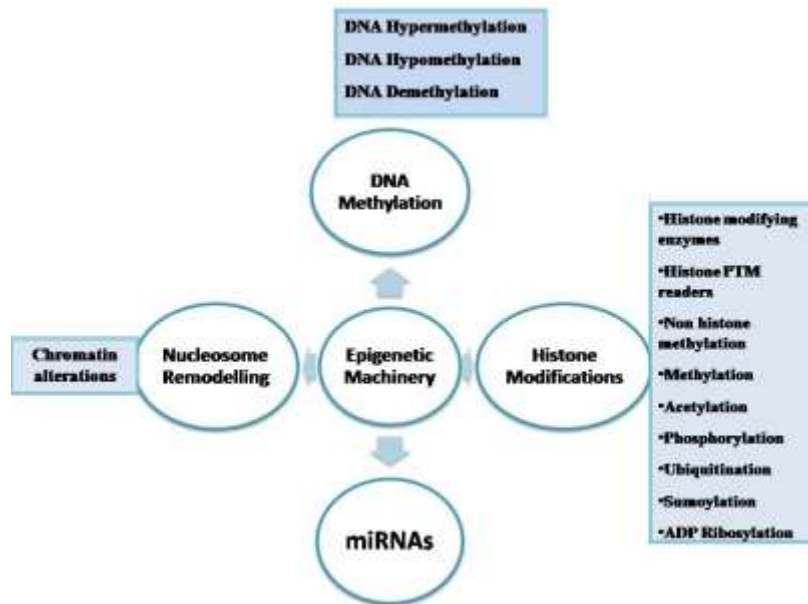 DNA Hypermethylation
DNA Hypomethylation
DNA Demethylation
DNA
Methylation
Chromatin
alterations
Nucleosome
Remodelling
Epigenetic
Machinery
Histone
Modifications
•Histone modifying
enzymes
•Histone PTM
readers
•Non histone
methylation
•Methylation
•Acetylation
•Phosphorylation
•Ubiquitination
•Sumoylation
•ADP Ribosylation
miRNAs